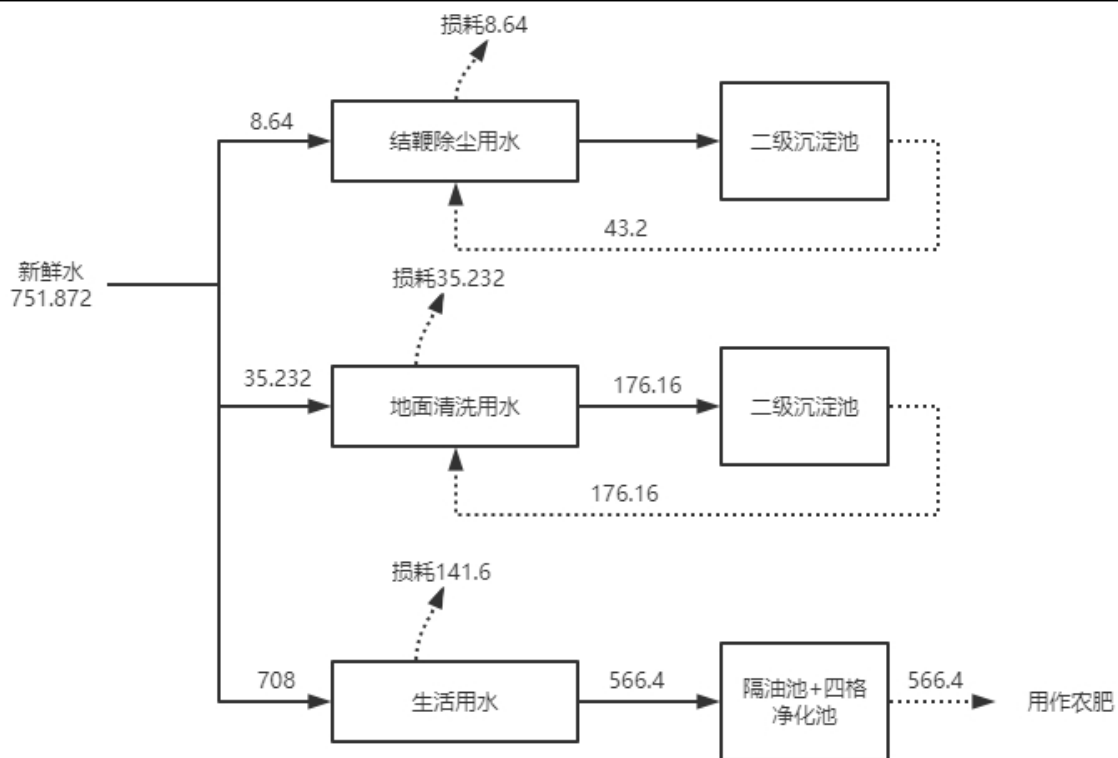 损耗8.64
8.64
结鞭除尘用水
二级沉淀池
43.2
新鲜水
751.872
损耗35.232
35.232
地面清洗用水
176.16
二级沉淀池
176.16
损耗141.6
708
生活用水
566.4
隔油池+四格
净化池
566.4
用作农肥